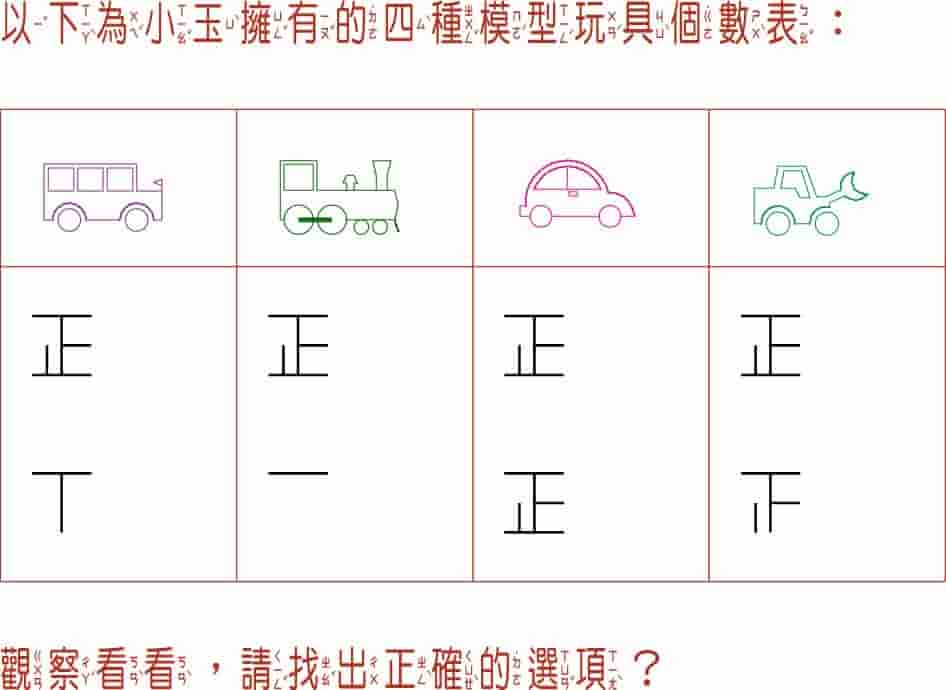 以下為小玉擁有的四種模型玩具個數表：
正 正 正 正
丅 一 正 𤴓
觀察看看，請找出正確的選項？